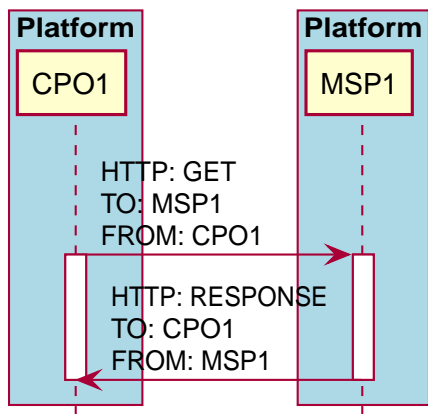 Platform
Platform
CPO1
MSP1
HTTP: GET
TO: MSP1
FROM: CPO1
HTTP: RESPONSE
TO: CPO1
FROM: MSP1